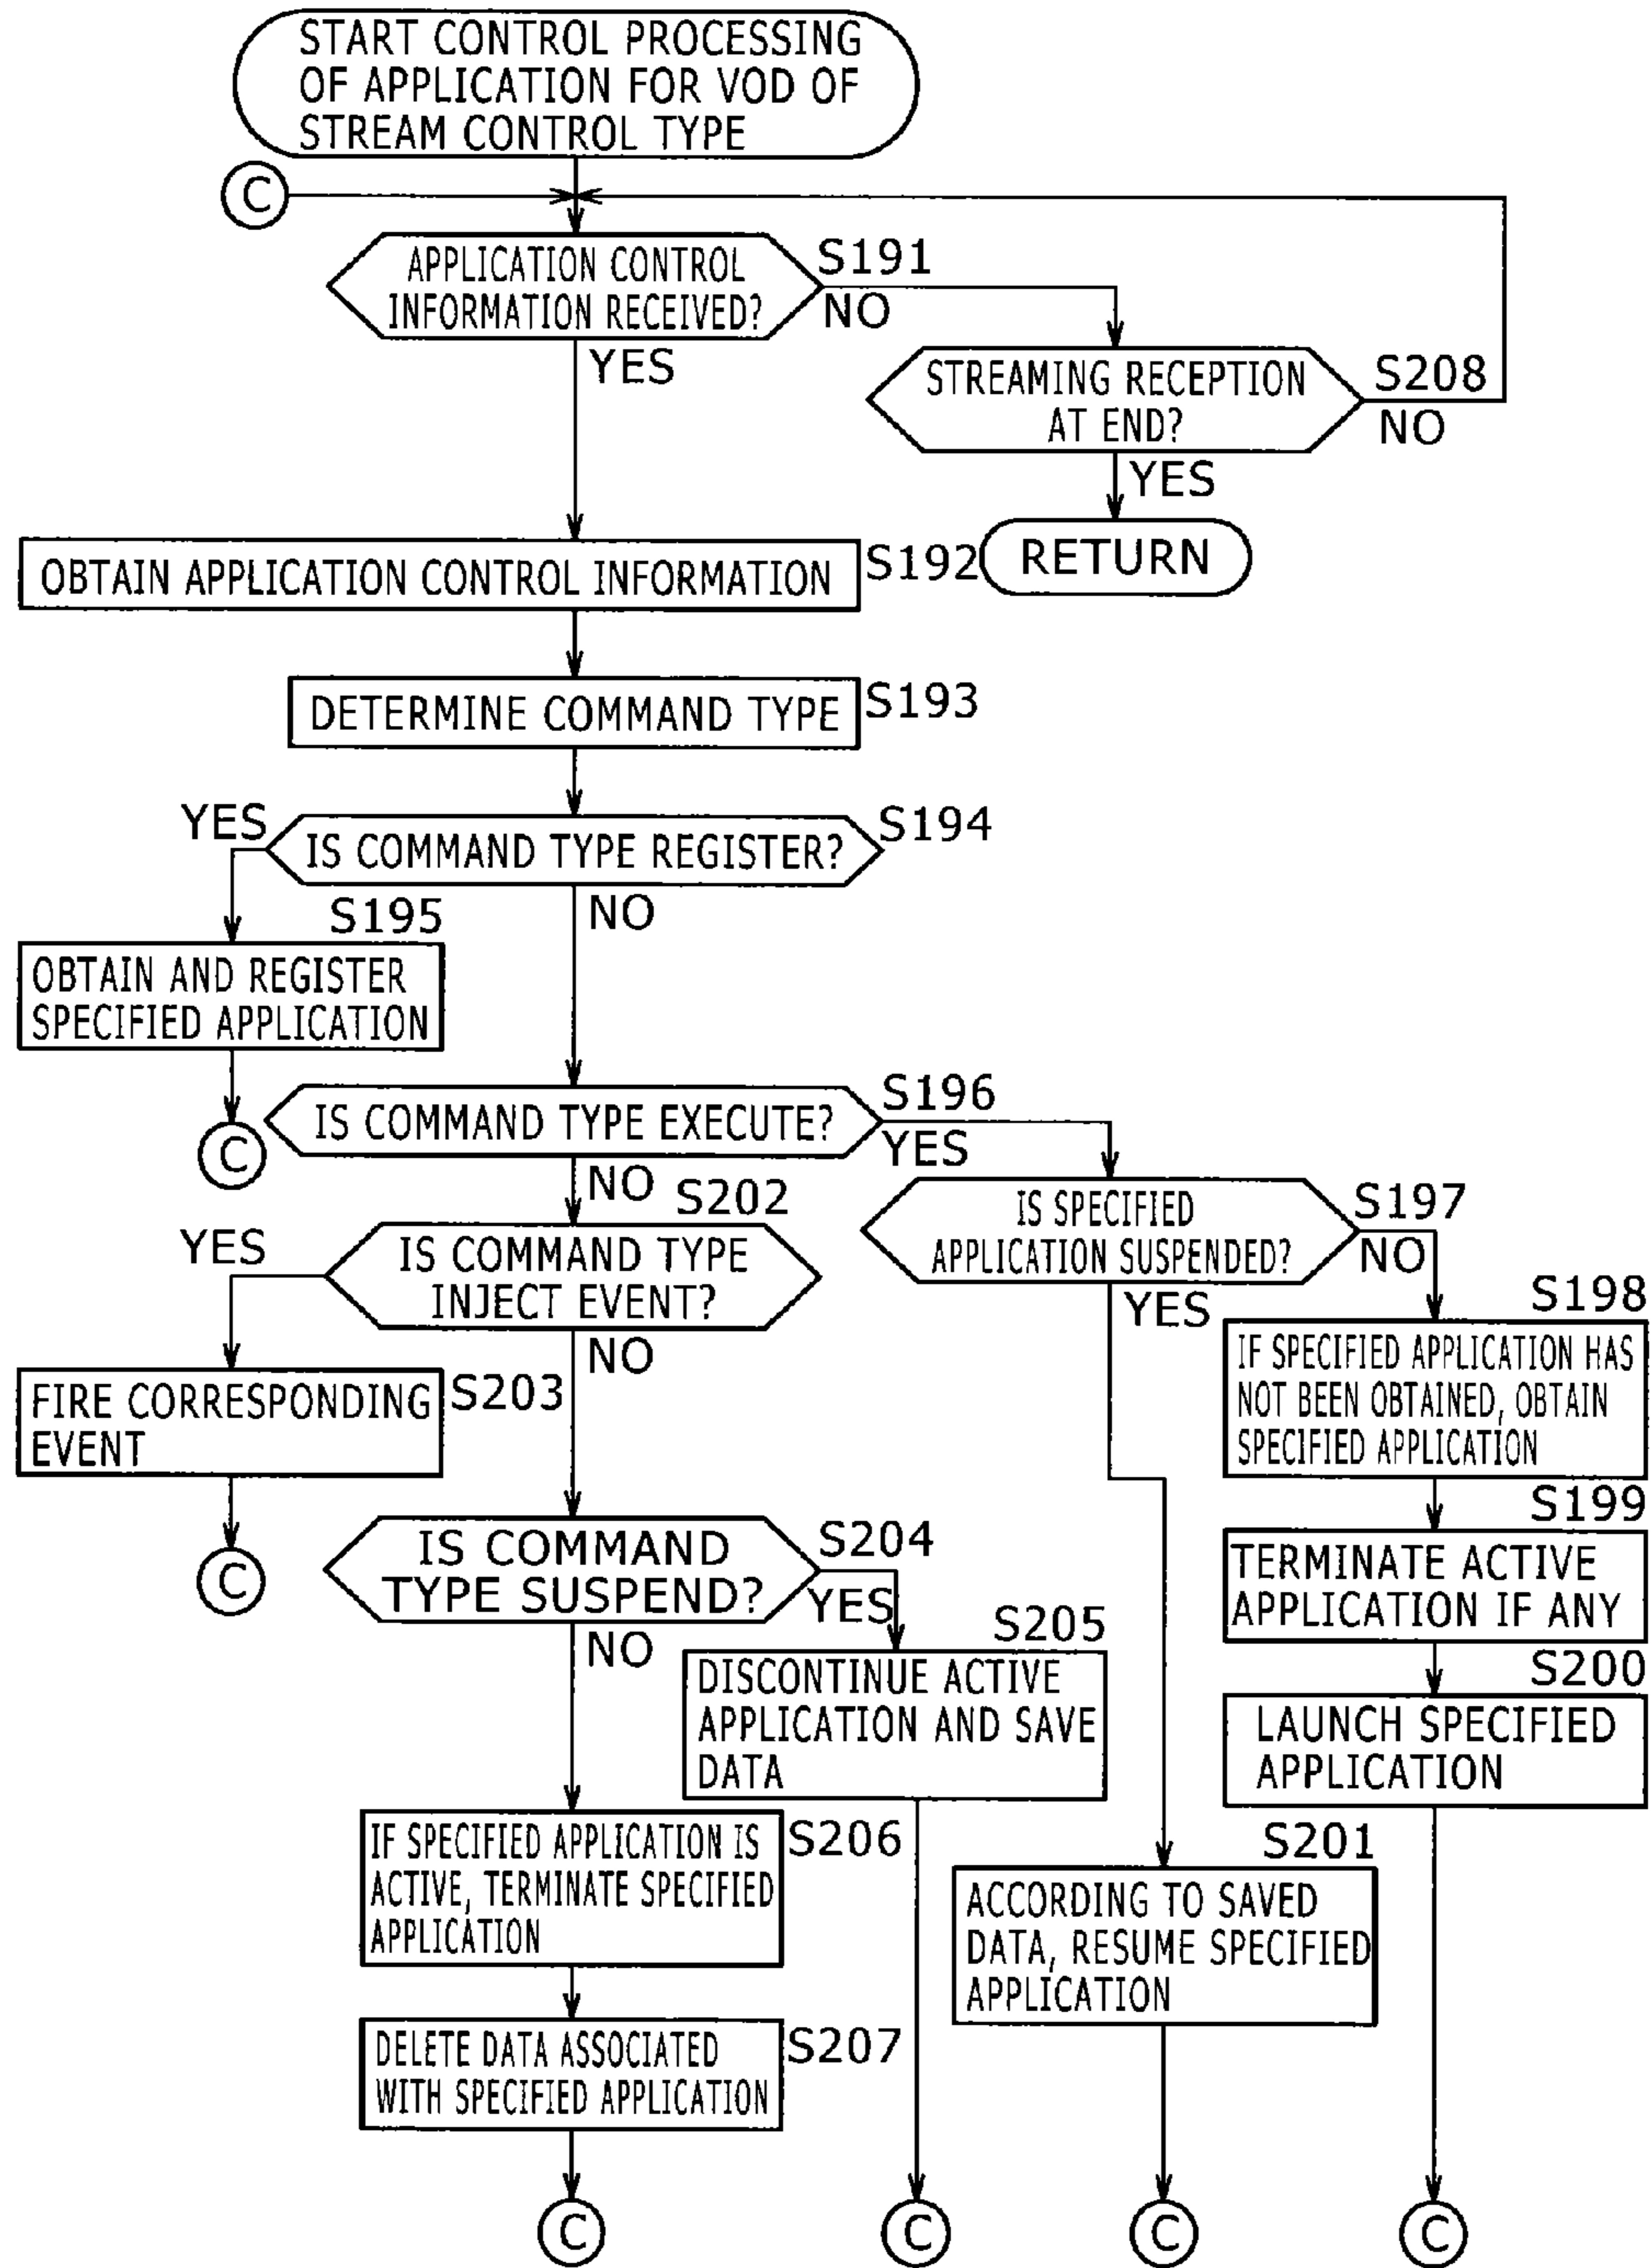 START CONTROL PROCESSING
OF APPLICATION FOR VOD OF
STREAM CONTROL TYPE
C
APPLICATION CONTROL
INFORMATION RECEIVED?
S191
NO
YES
STREAMING RECEPTION
AT END?
S208
NO
YES
RETURN
OBTAIN APPLICATION CONTROL INFORMATION
S192
DETERMINE COMMAND TYPE
S193
YES
IS COMMAND TYPE REGISTER?
S194
NO
S195
OBTAIN AND REGISTER
SPECIFIED APPLICATION
C
IS COMMAND TYPE EXECUTE?
S196
YES
NO
S202
YES
IS COMMAND TYPE
INJECT EVENT?
NO
IS SPECIFIED
APPLICATION SUSPENDED?
S197
NO
YES
S198
IF SPECIFIED APPLICATION HAS
NOT BEEN OBTAINED, OBTAIN
SPECIFIED APPLICATION
FIRE CORRESPONDING
EVENT
S203
C
S199
TERMINATE ACTIVE
APPLICATION IF ANY
IS COMMAND
TYPE SUSPEND?
S204
YES
NO
S205
DISCONTINUE ACTIVE
APPLICATION AND SAVE
DATA
S200
LAUNCH SPECIFIED
APPLICATION
IF SPECIFIED APPLICATION IS
ACTIVE, TERMINATE SPECIFIED
APPLICATION
S206
S201
ACCORDING TO SAVED
DATA, RESUME SPECIFIED
APPLICATION
DELETE DATA ASSOCIATED
WITH SPECIFIED APPLICATION
S207
C
C
C
C